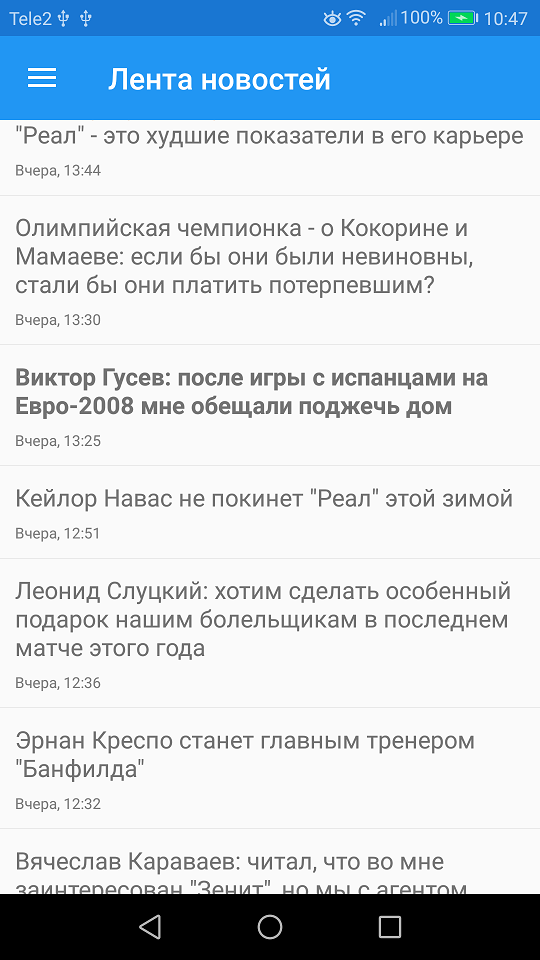 Tele2 100% 10:47
Лента новостей
"Реал" - это худшие показатели в его карьере
Вчера, 13:44
Олимпийская чемпионка - о Кокорине и
Мамаеве: если бы они были невиновны,
стали бы они платить потерпевшим?
Вчера, 13:30
Виктор Гусев: после игры с испанцами на
Евро-2008 мне обещали поджечь дом
Вчера, 13:25
Кейлор Навас не покинет "Реал" этой зимой
Вчера, 12:51
Леонид Слуцкий: хотим сделать особенный
подарок нашим болельщикам в последнем
матче этого года
Вчера, 12:36
Эрнан Креспо станет главным тренером
"Банфилда"
Вчера, 12:32
Вячеслав Караваев: читал, что во мне
заинтересован "Зенит", но мы с агентом